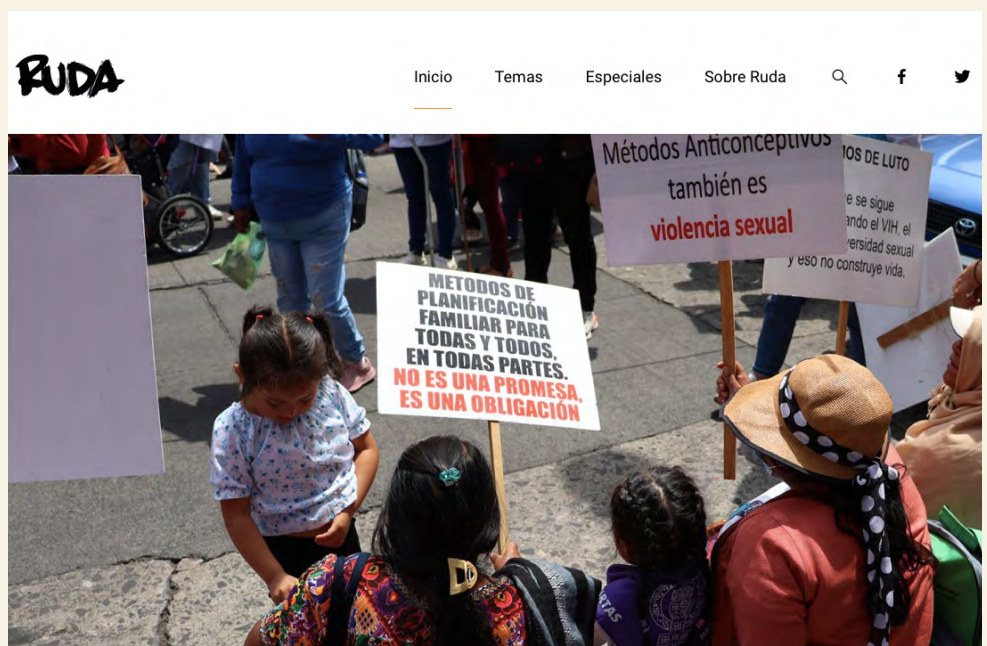 RUDA
Inicio
Temas
Especiales
Sobre Ruda
Métodos Anticonceptivos
también es
violencia sexual
MOS DE LUTO
e se sigue
ando el VIH, el
versidad sexual
y eso no construye vida.
METODOS DE
PLANIFICACIÓN
FAMILIAR PARA
TODAS Y TODOS,
EN TODAS PARTES.
NO ES UNA PROMESA,
ES UNA OBLIGACIÓN
RTAS